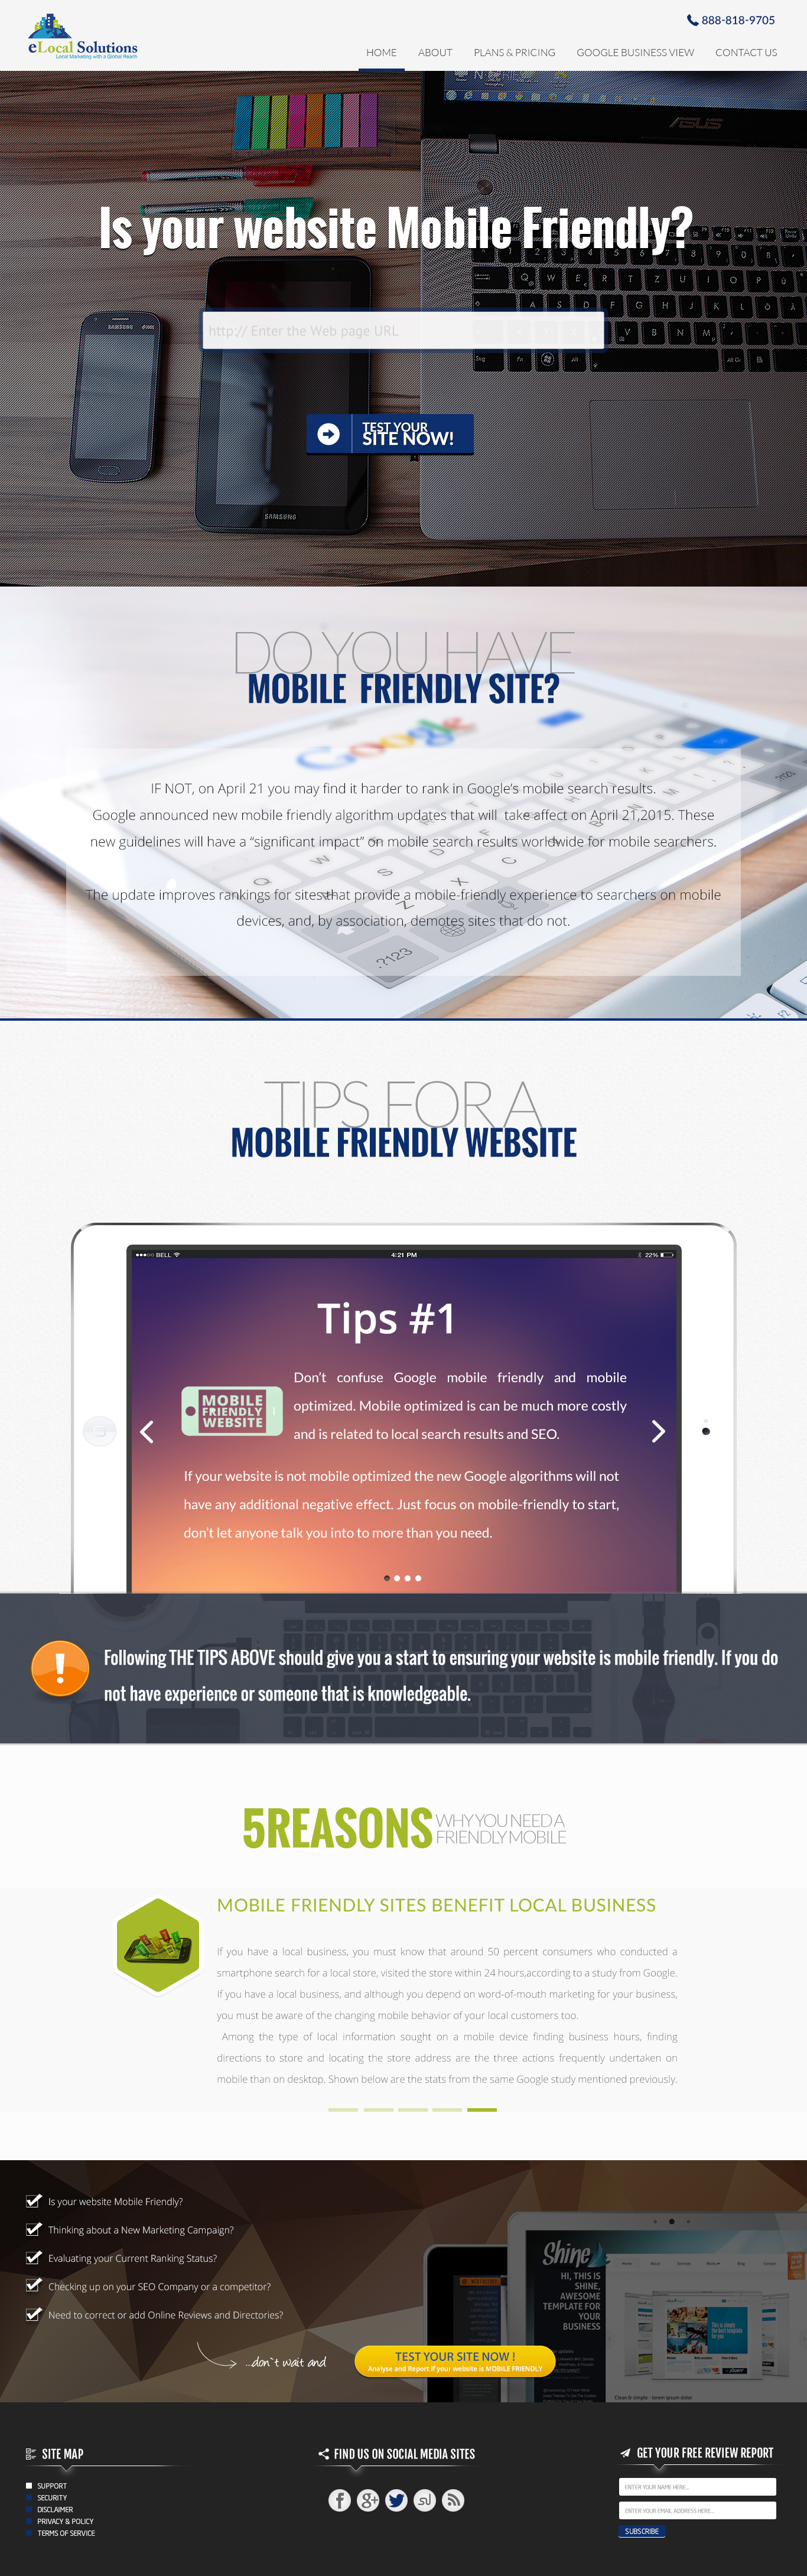 888-818-9705
eLocal Solutions
Local Marketing with a Global Reach
HOME ABOUT PLANS & PRICING GOOGLE BUSINESS VIEW CONTACT US
ASUS
Is your website Mobile Friendly?
SAMSUNG
http:// Enter the Web page URL
TEST YOUR
SITE NOW!
SAMSUNG
DO YOU HAVE
MOBILE FRIENDLY SITE?
Google
IF NOT, on April 21 you may find it harder to rank in Google's mobile search results.
Google announced new mobile friendly algorithm updates that will take affect on April 21,2015. These
new guidelines will have a “significant impact” on mobile search results worldwide for mobile searchers.
The update improves rankings for sites that provide a mobile-friendly experience to searchers on mobile
devices, and, by association, demotes sites that do not.
.?123
TIPS FOR A
MOBILE FRIENDLY WEBSITE
BELL 4:21 PM 22%
Tips #1
MOBILE
FRIENDLY
WEBSITE
Don't confuse Google mobile friendly and mobile
optimized. Mobile optimized is can be much more costly
and is related to local search results and SEO.
If your website is not mobile optimized the new Google algorithms will not
have any additional negative effect. Just focus on mobile-friendly to start,
don't let anyone talk you into to more than you need.
Following THE TIPS ABOVE should give you a start to ensuring your website is mobile friendly. If you do
not have experience or someone that is knowledgeable.
5REASONS WHY YOU NEED A
FRIENDLY MOBILE
MOBILE FRIENDLY SITES BENEFIT LOCAL BUSINESS
If you have a local business, you must know that around 50 percent consumers who conducted a
smartphone search for a local store, visited the store within 24 hours,according to a study from Google.
If you have a local business, and although you depend on word-of-mouth marketing for your business,
you must be aware of the changing mobile behavior of your local customers too.
Among the type of local information sought on a mobile device finding business hours, finding
directions to store and locating the store address are the three actions frequently undertaken on
mobile than on desktop. Shown below are the stats from the same Google study mentioned previously.
Is your website Mobile Friendly?
Thinking about a New Marketing Campaign?
Evaluating your Current Ranking Status?
Checking up on your SEO Company or a competitor?
Need to correct or add Online Reviews and Directories?
...don't wait and
TEST YOUR SITE NOW !
Analyse and Report if your website is MOBILE FRIENDLY
Shine
HI, THIS IS
SHINE,
AWESOME
TEMPLATE FOR
YOUR
BUSINESS
Clean & simple - lorem ipsum dolor
SITE MAP
SUPPORT
SECURITY
DISCLAIMER
PRIVACY & POLICY
TERMS OF SERVICE
FIND US ON SOCIAL MEDIA SITES
GET YOUR FREE REVIEW REPORT
ENTER YOUR NAME HERE...
ENTER YOUR EMAIL ADDRESS HERE...
SUBSCRIBE